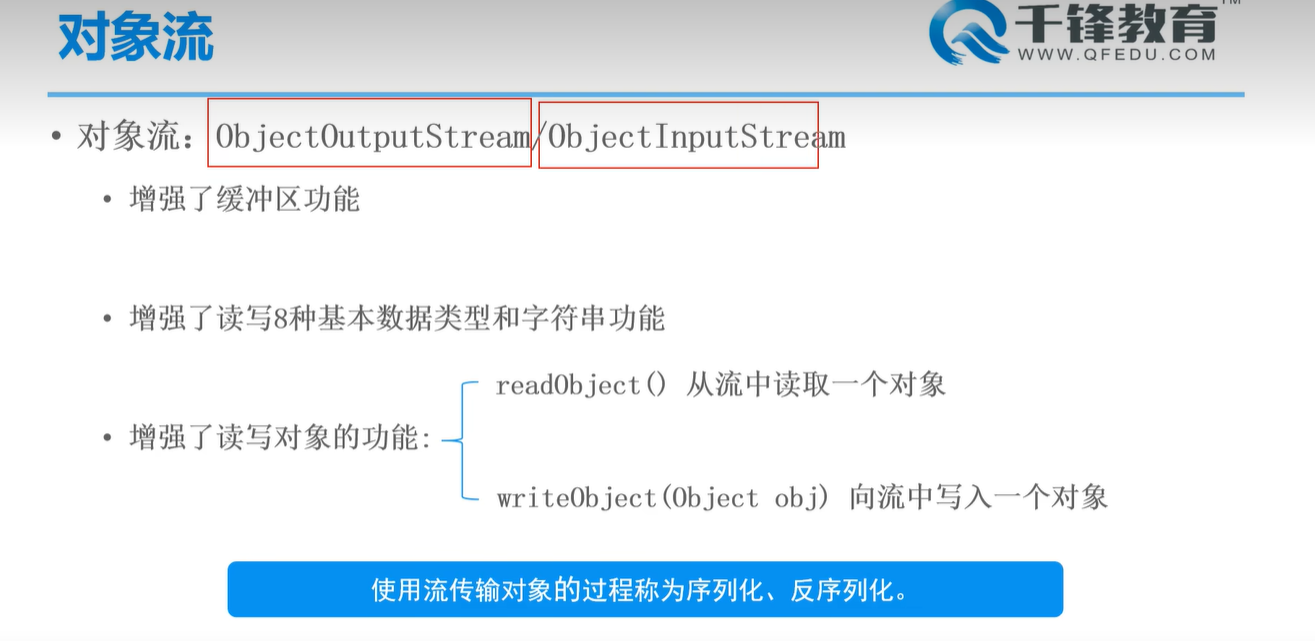 对象流
千锋教育
TM
WWW.QFEDU.COM
• 对象流：ObjectOutputStream/ObjectInputStream
• 增强了缓冲区功能
• 增强了读写8种基本数据类型和字符串功能
readObject() 从流中读取一个对象
• 增强了读写对象的功能:
writeObject(Object obj) 向流中写入一个对象
使用流传输对象的过程称为序列化、反序列化。